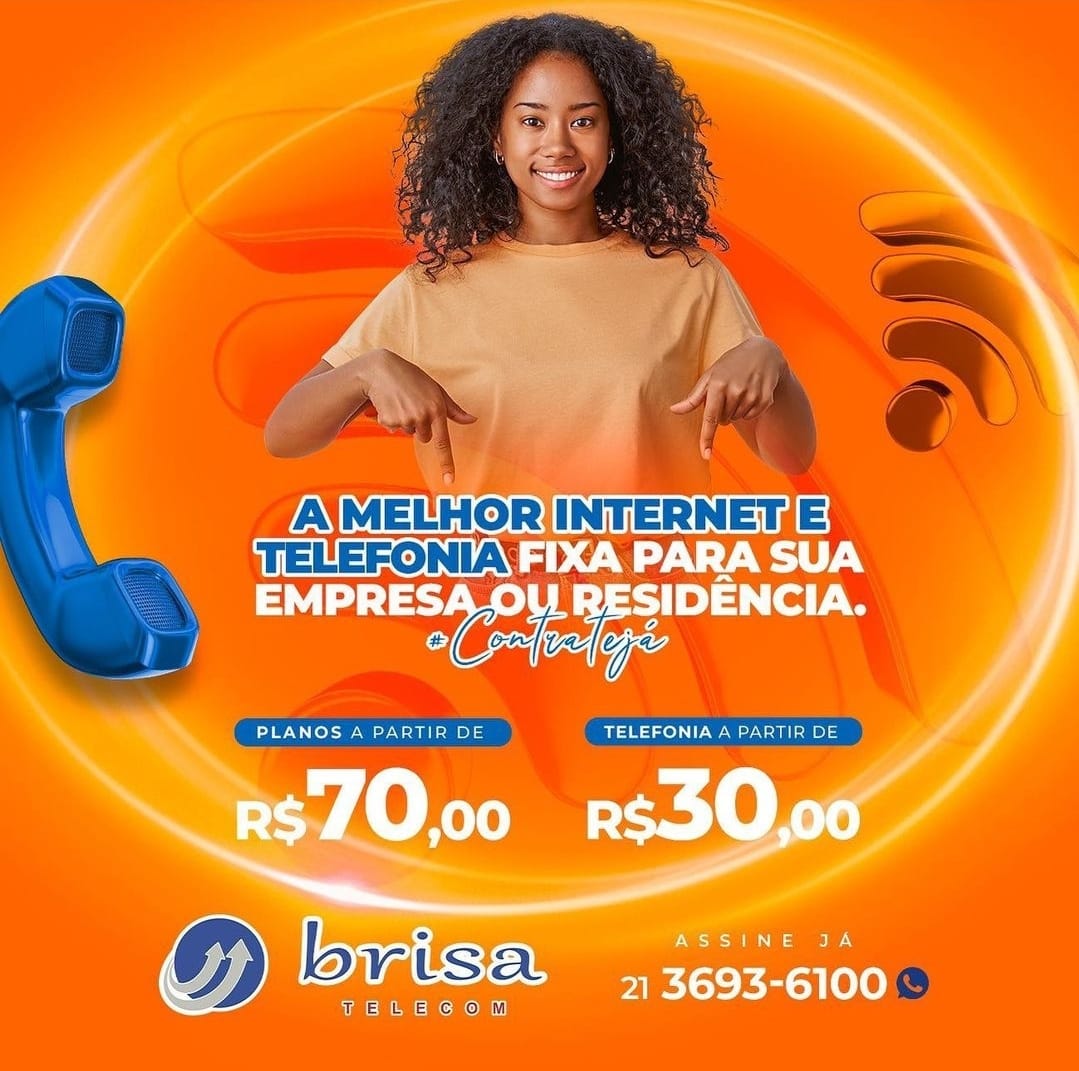 A MELHOR INTERNET E
TELEFONIA FIXA PARA SUA
EMPRESA OU RESIDÊNCIA.
#Contratejá
PLANOS A PARTIR DE
R$70,00
TELEFONIA A PARTIR DE
R$30,00
brisa
TELECOM
ASSINE JÁ
21 3693-6100